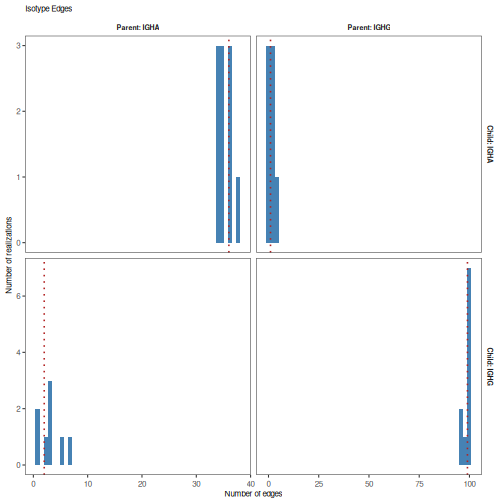 Isotype Edges
Parent: IGHA
Parent: IGHG
3
2
1
0
Child: IGHA
Number of realizations
6
4
2
0
Child: IGHG
0
10
20
30
40
0
25
50
75
100
Number of edges